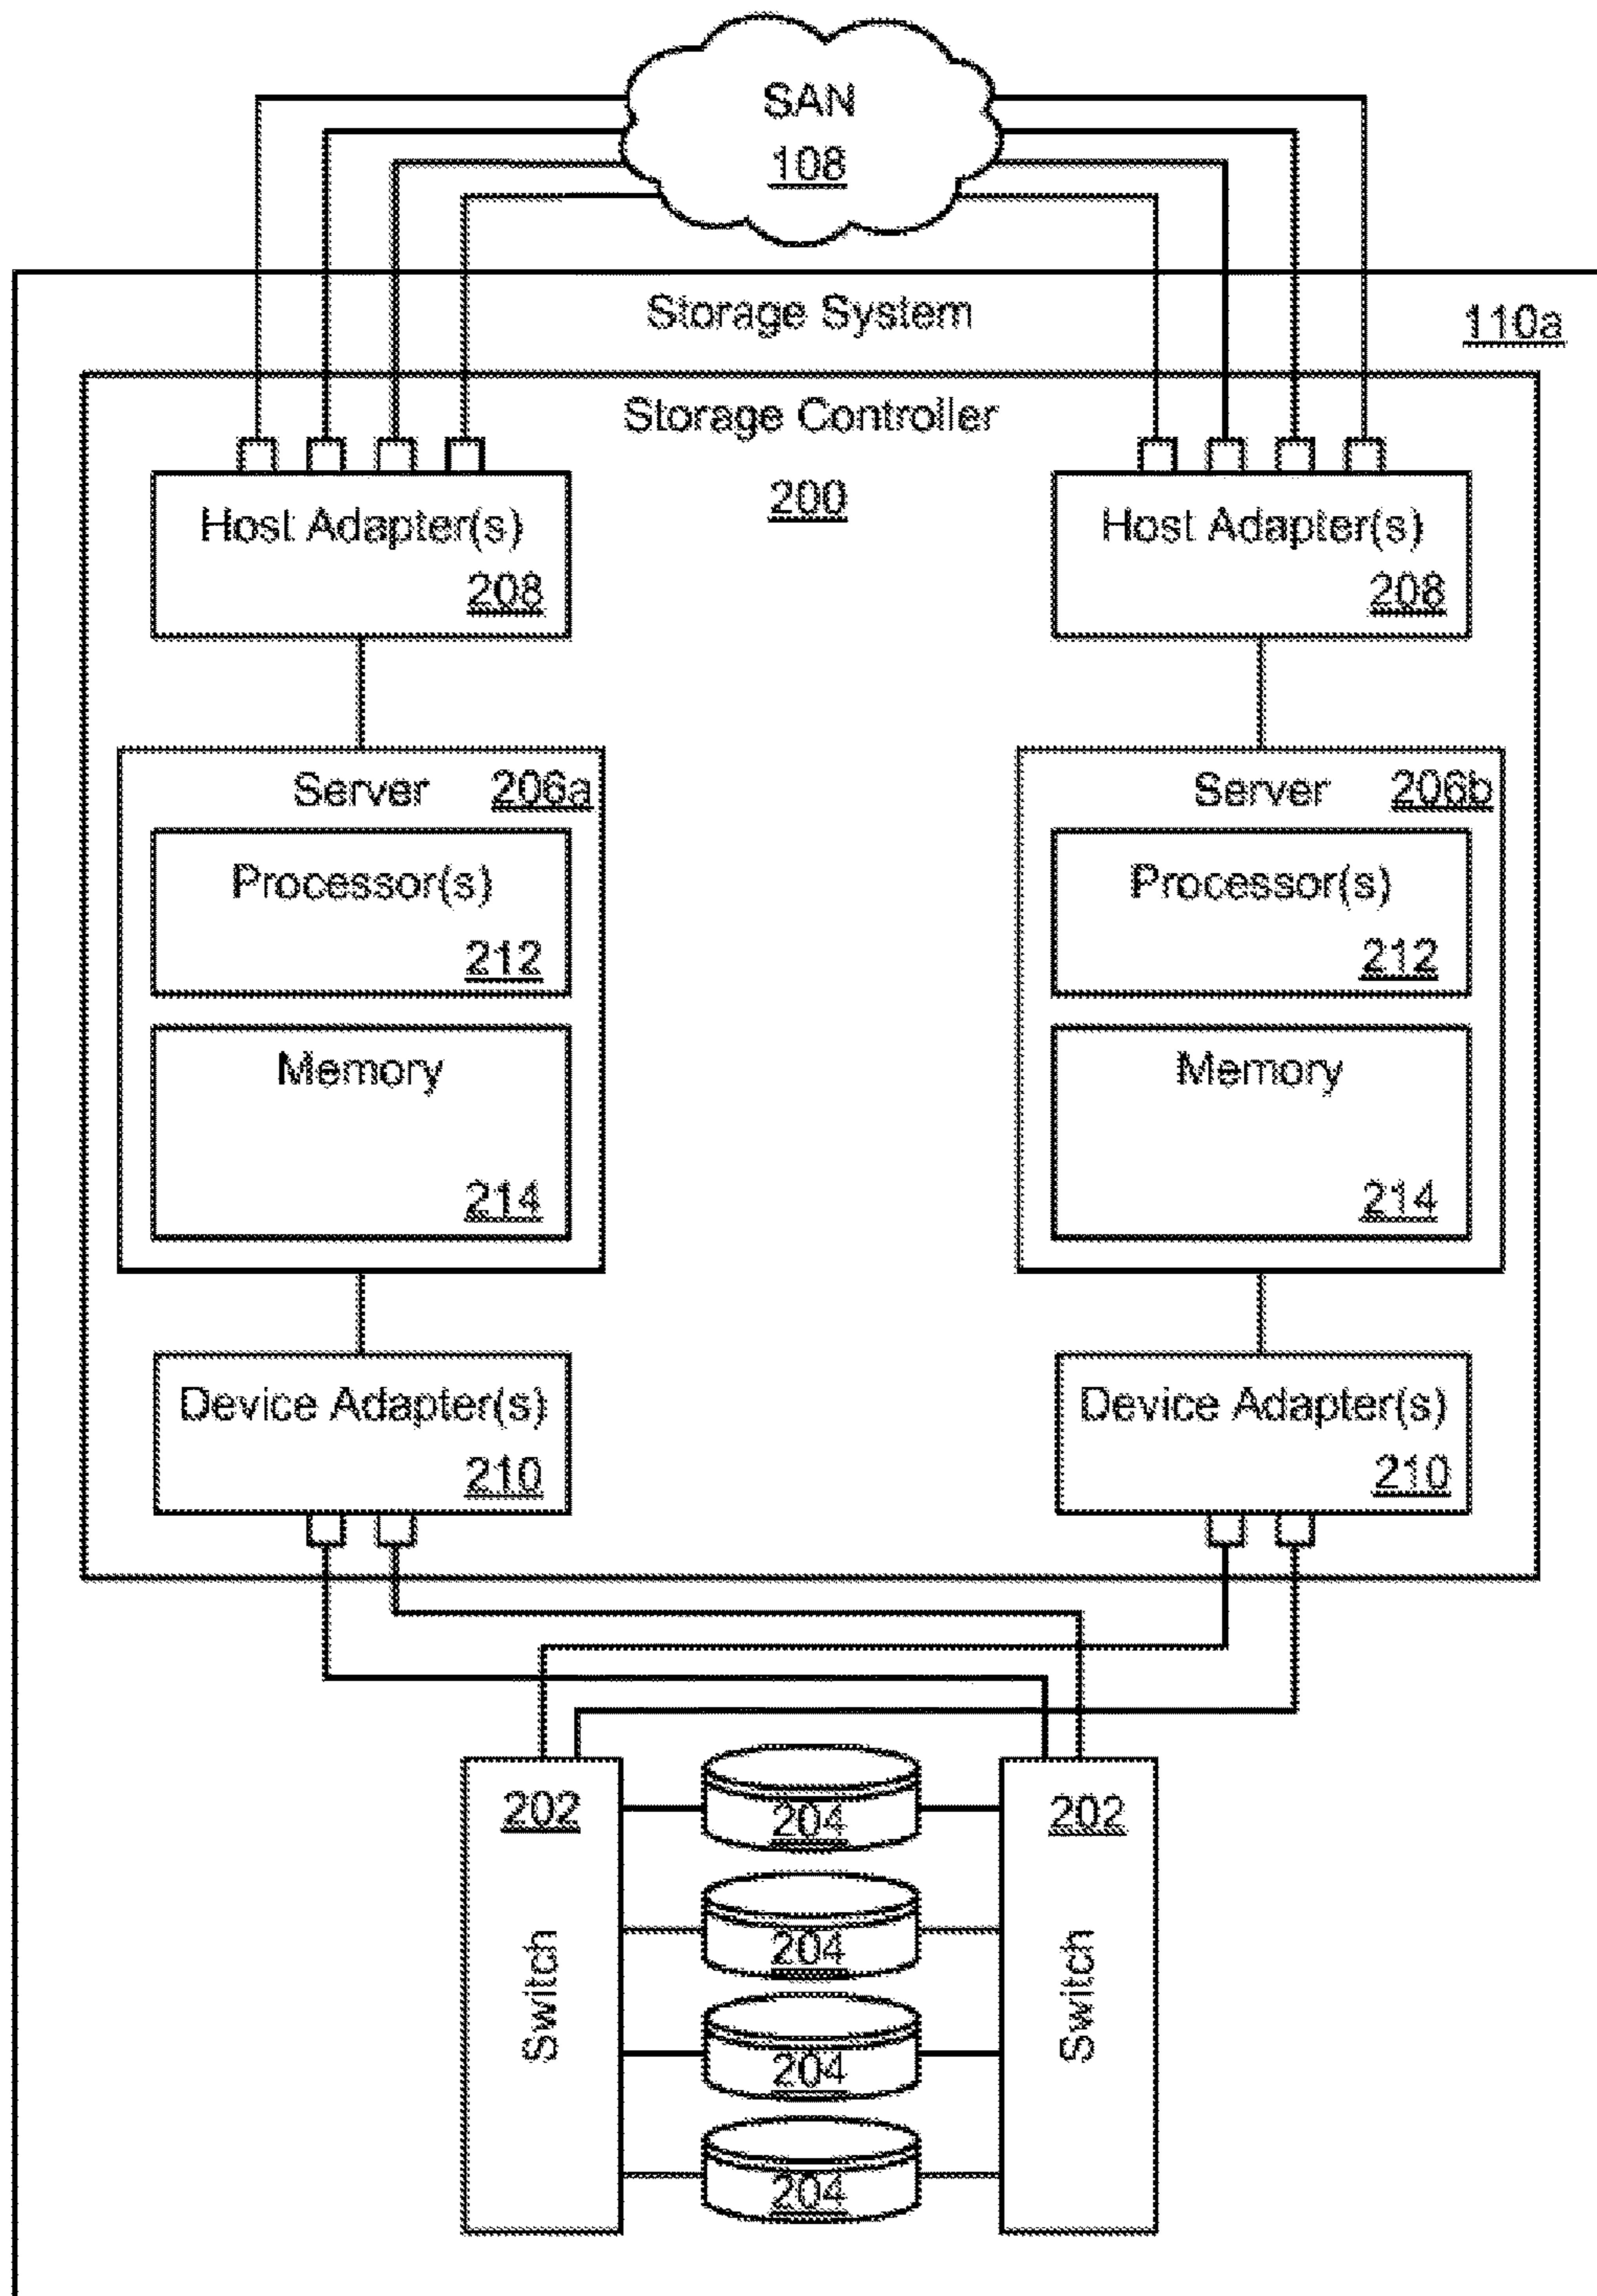 SAN
108
Storage System
110a
Storage Controller
200
Host Adapter(s)
208
Host Adapter(s)
208
Server 206a
Processor(s)
212
Memory
214
Server 206b
Processor(s)
212
Memory
214
Device Adapter(s)
210
Device Adapter(s)
210
202
Switch
204
204
204
204
202
Switch